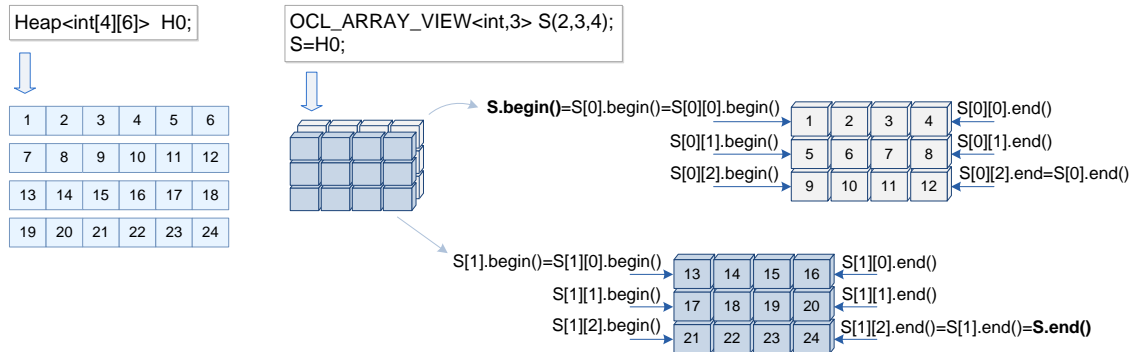 Heap<int[4][6]> H0;
OCL_ARRAY_VIEW<int,3> S(2,3,4);
S=H0;
1 2 3 4 5 6
7 8 9 10 11 12
13 14 15 16 17 18
19 20 21 22 23 24
S.begin()=S[0].begin()=S[0][0].begin()
1 2 3 4
S[0][0].end()
S[0][1].begin()
5 6 7 8
S[0][1].end()
S[0][2].begin()
9 10 11 12
S[0][2].end=S[0].end()
S[1].begin()=S[1][0].begin()
13 14 15 16
S[1][0].end()
S[1][1].begin()
17 18 19 20
S[1][1].end()
S[1][2].begin()
21 22 23 24
S[1][2].end()=S[1].end()=S.end()